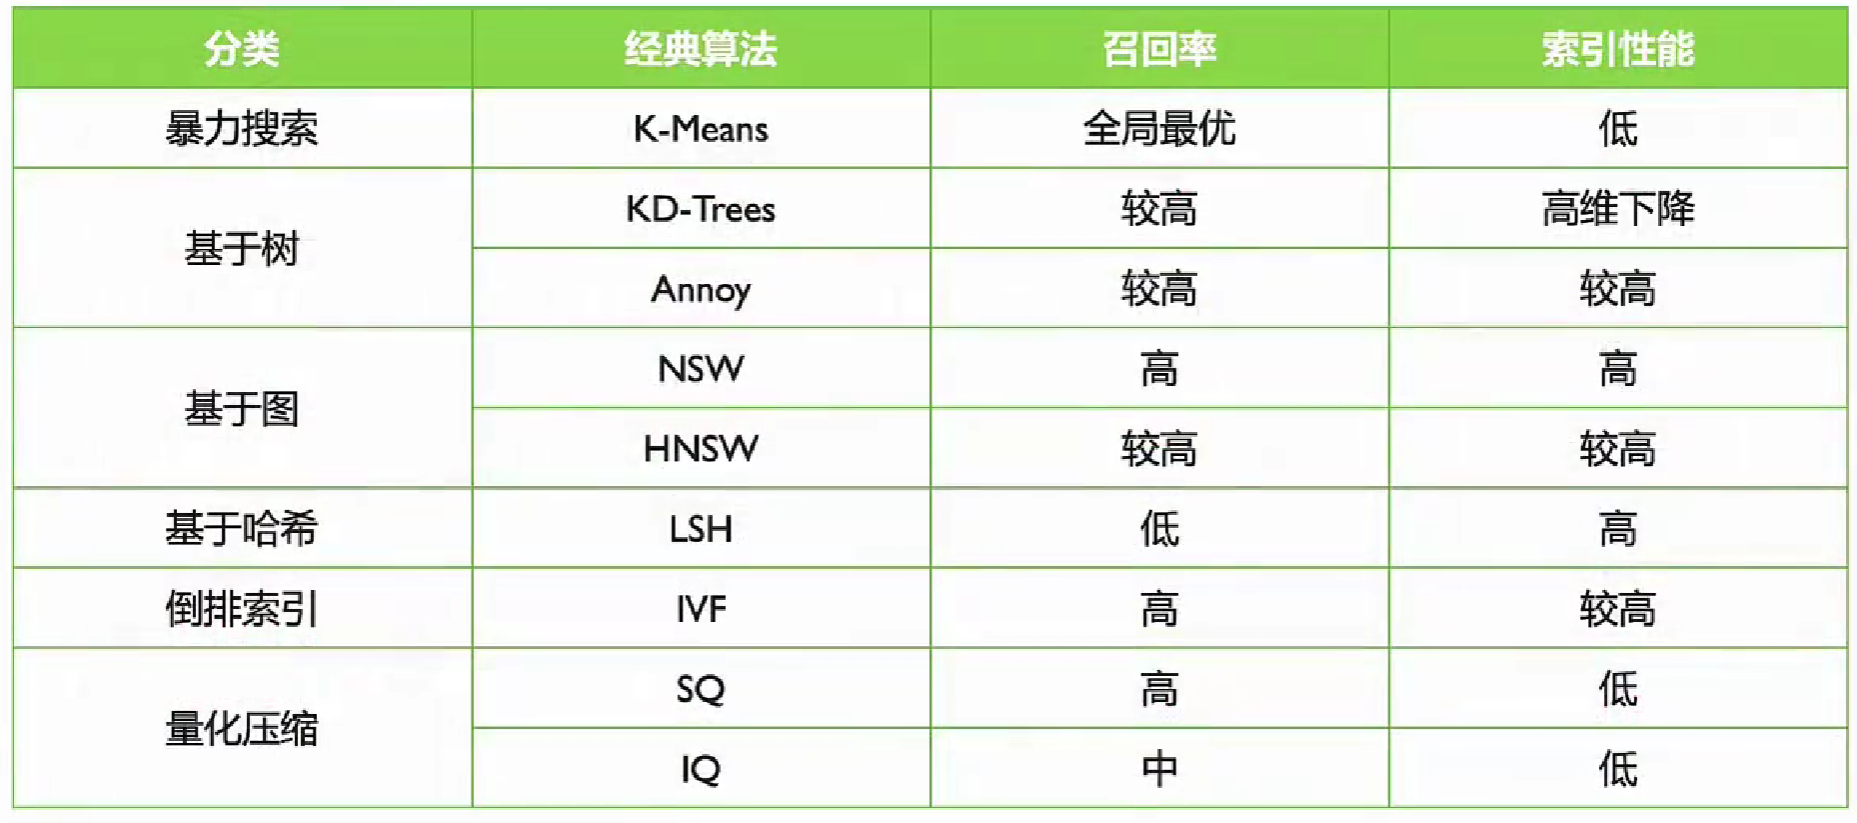 分类 经典算法 召回率 索引性能
暴力搜索 K-Means 全局最优 低
基于树 KD-Trees 较高 高维下降
Annoy 较高 较高
基于图 NSW 高 高
HNSW 较高 较高
基于哈希 LSH 低 高
倒排索引 IVF 高 较高
量化压缩 SQ 高 低
IQ 中 低